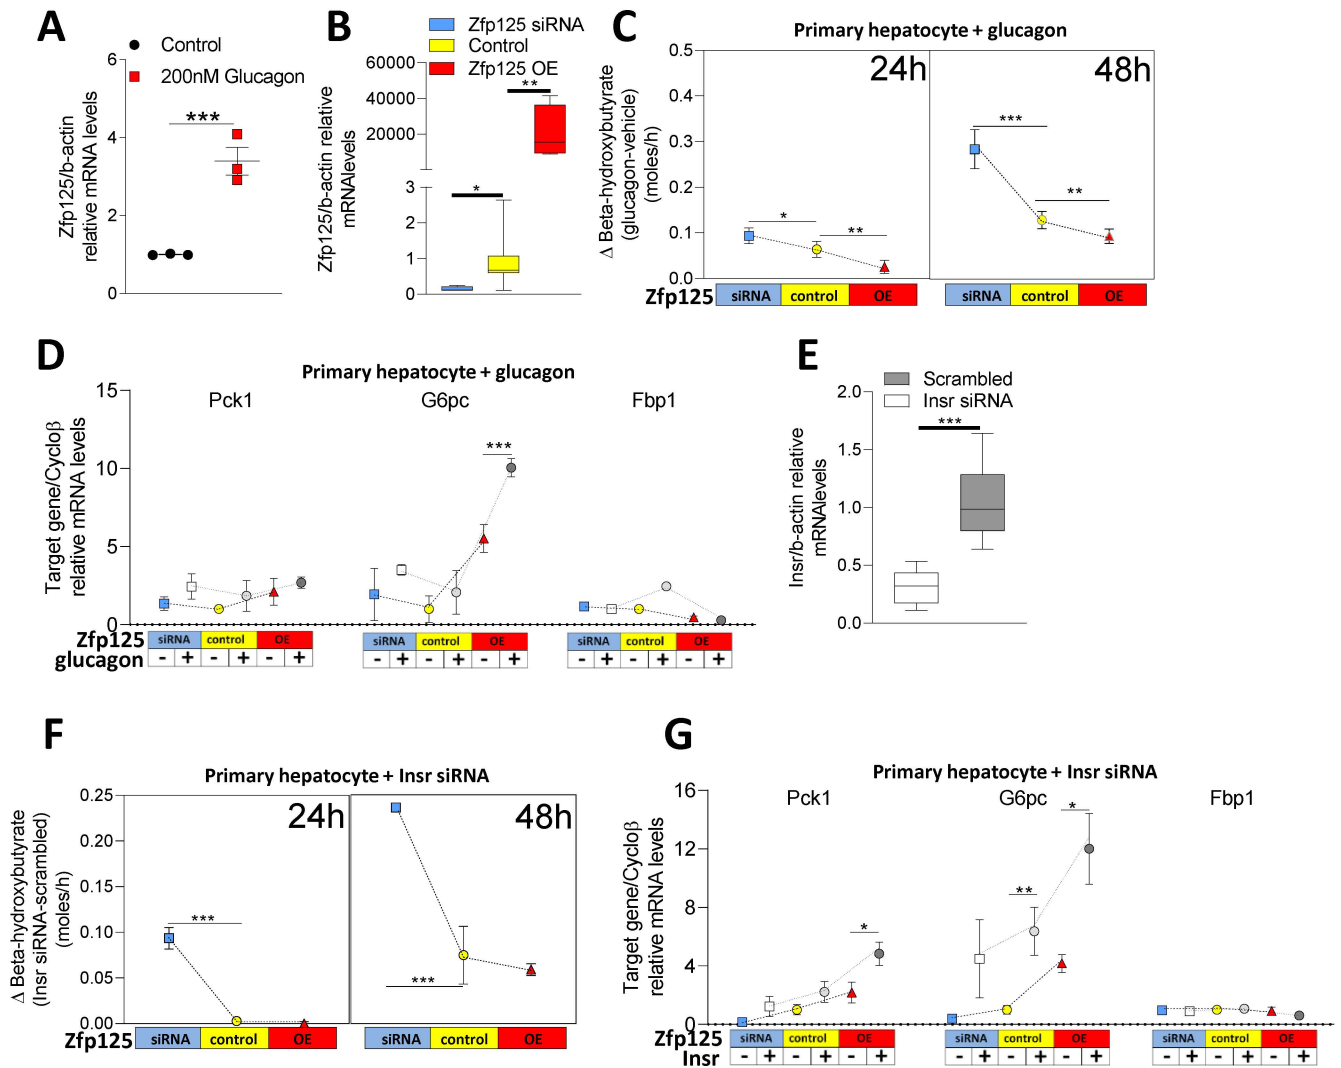 A
Control
200nM Glucagon
Zfp125/b-actin
relative mRNA levels
6
4
2
0
***
B
Zfp125 siRNA
Control
Zfp125 OE
Zfp125/b-actin relative
mRNAlevels
60000
40000
20000
3
2
1
0
*
**
C
Primary hepatocyte + glucagon
Δ Beta-hydroxybutyrate
(glucagon-vehicle)
(moles/h)
0.5
0.4
0.3
0.2
0.1
0.0
24h
48h
*
**
***
**
Zfp125 siRNA control OE siRNA control OE
D
Primary hepatocyte + glucagon
Pck1 G6pc Fbp1
Target gene/Cycloβ
relative mRNA levels
15
10
5
0
***
Zfp125 siRNA control OE siRNA control OE siRNA control OE
glucagon - + - + - + - + - + - + - + - + - +
E
Scrambled
Insr siRNA
Insr/b-actin relative
mRNAlevels
2.0
1.5
1.0
0.5
0.0
***
F
Primary hepatocyte + Insr siRNA
Δ Beta-hydroxybutyrate
(Insr siRNA-scrambled)
(moles/h)
0.25
0.20
0.15
0.10
0.05
0.00
24h
48h
***
***
Zfp125 siRNA control OE siRNA control OE
G
Primary hepatocyte + Insr siRNA
Pck1 G6pc Fbp1
Target gene/Cycloβ
relative mRNA levels
16
12
8
4
0
*
**
*
Zfp125 siRNA control OE siRNA control OE siRNA control OE
Insr - + - + - + - + - + - + - + - + - +